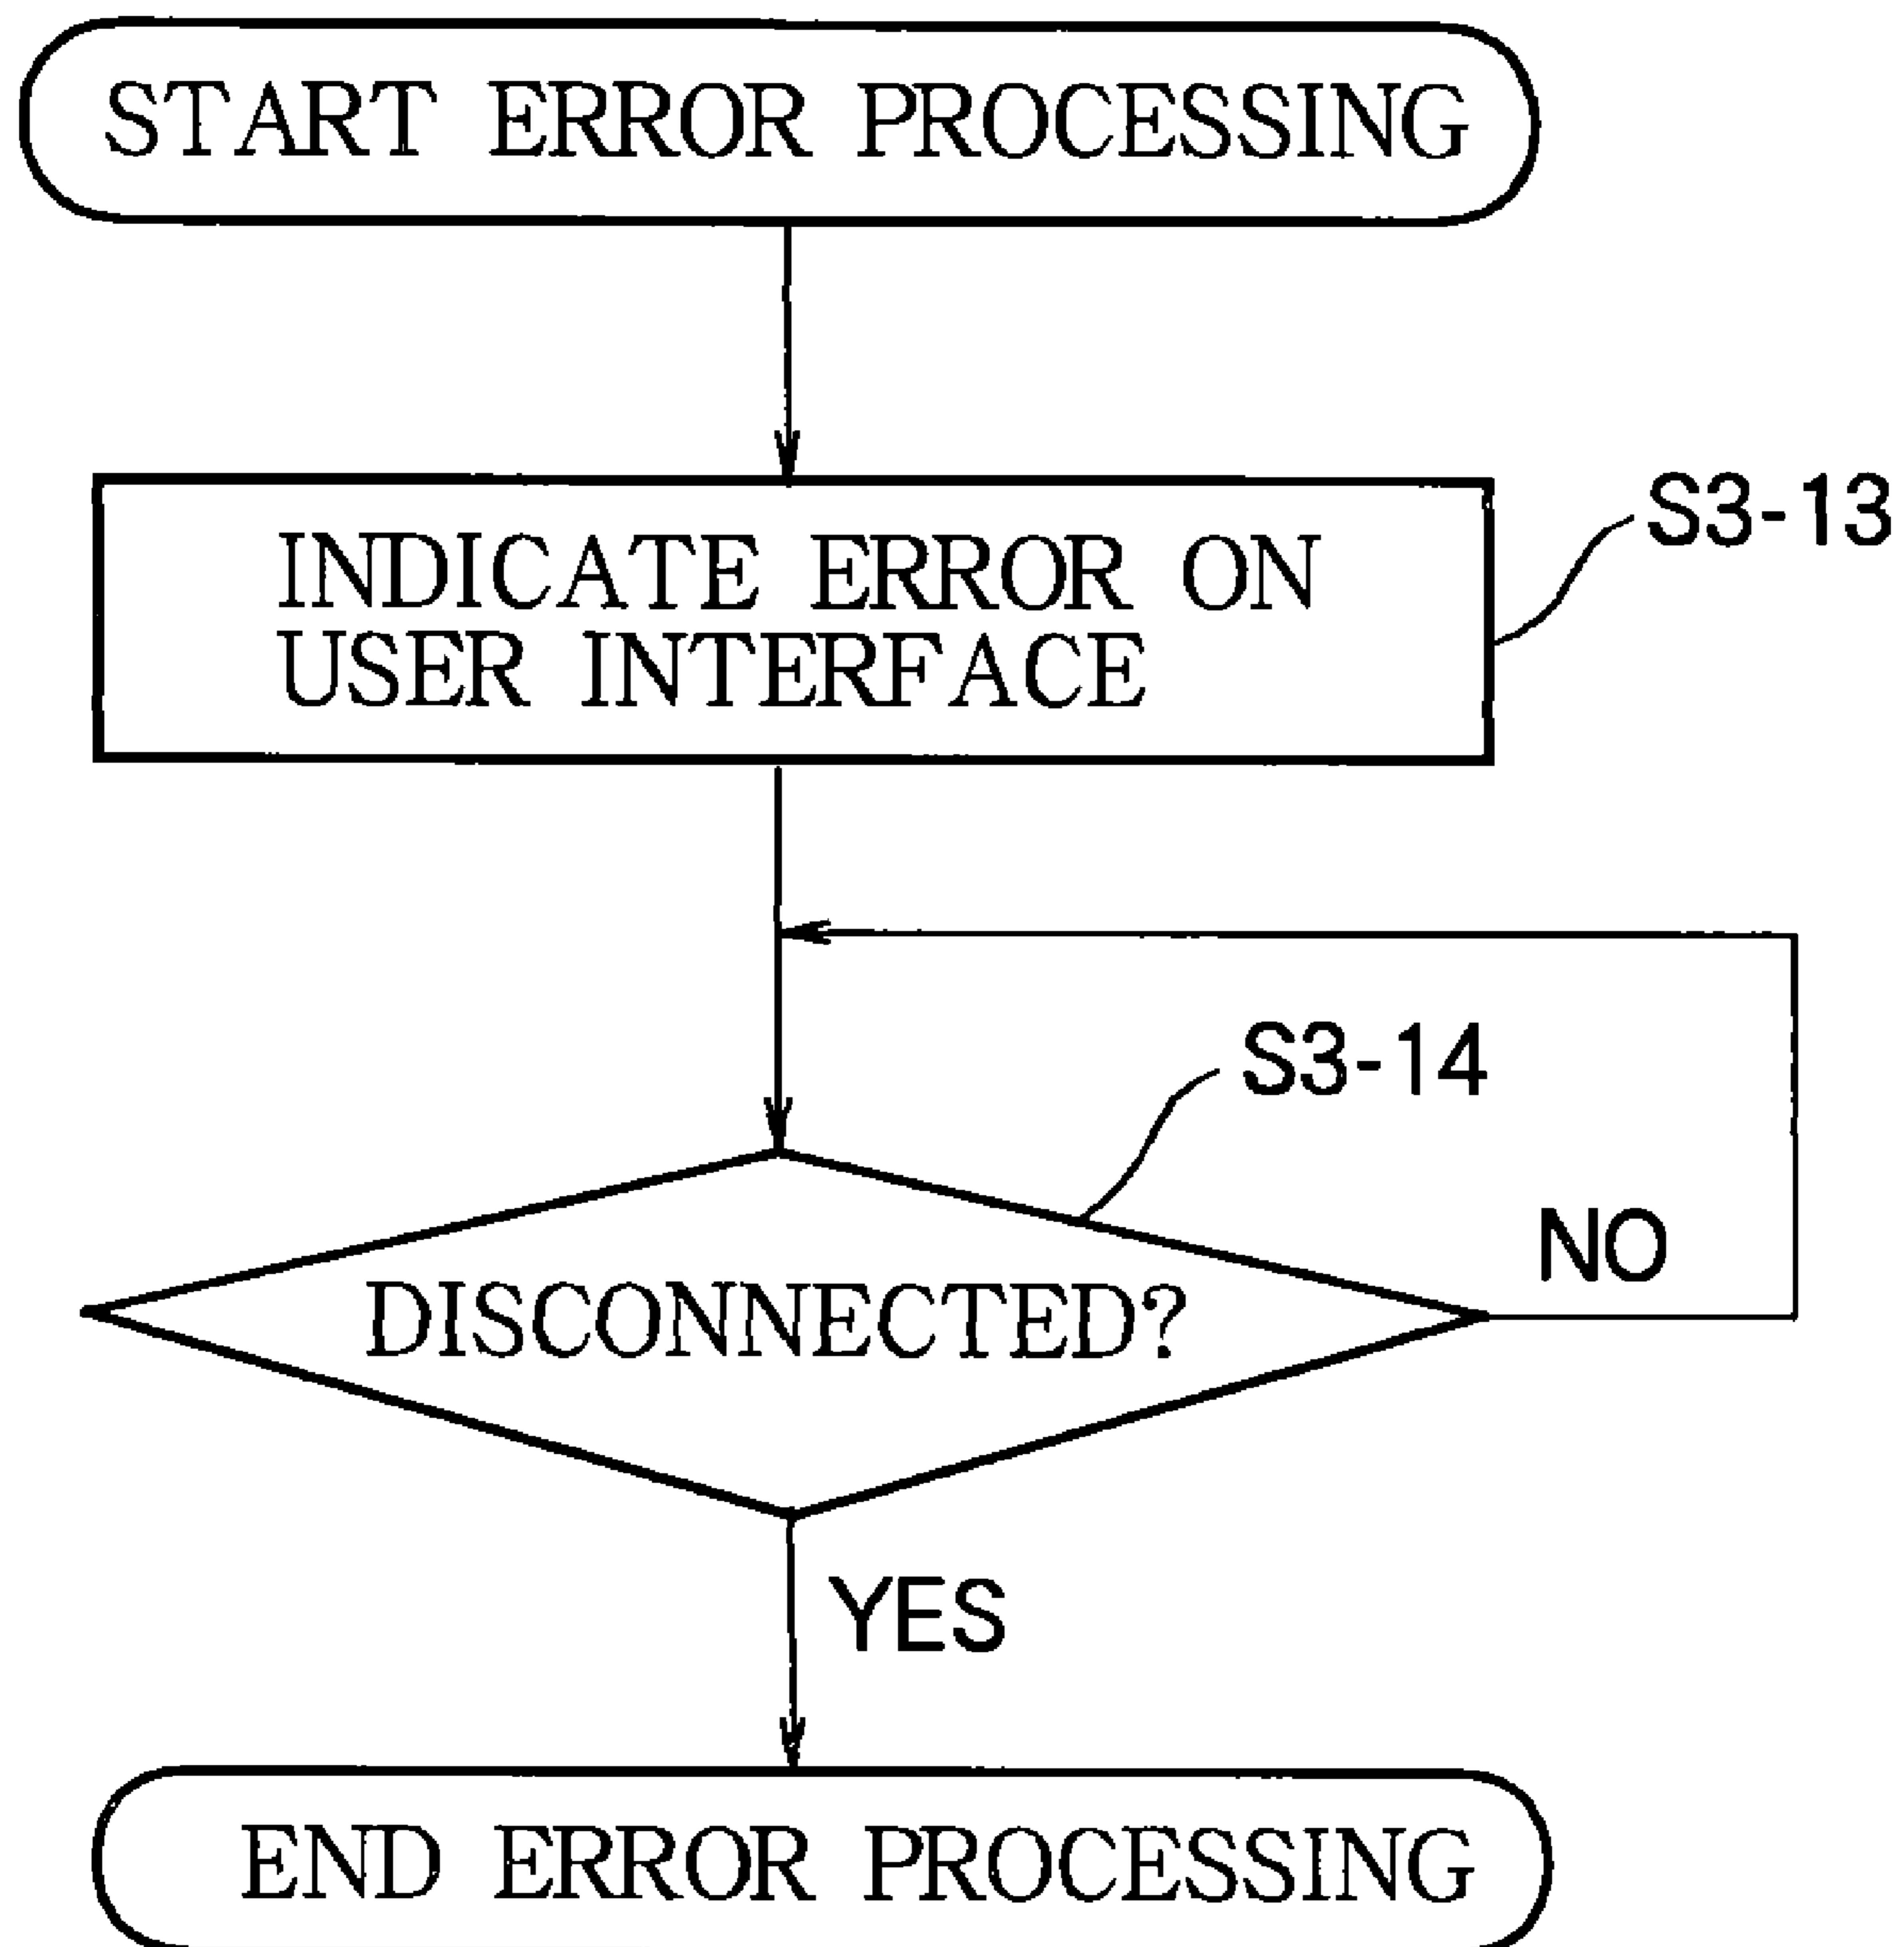 START ERROR PROCESSING
INDICATE ERROR ON
USER INTERFACE
S3-13
S3-14
DISCONNECTED?
NO
YES
END ERROR PROCESSING